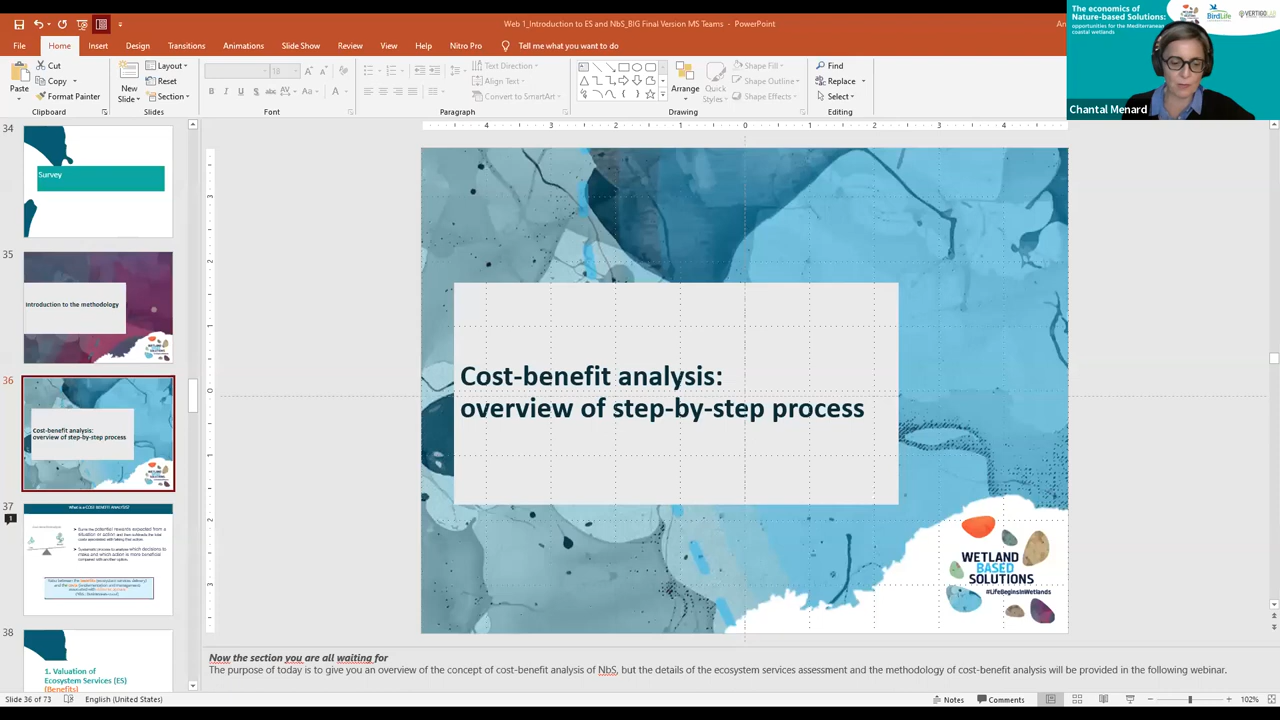 Web 1_Introduction to ES and NbS_BIG Final Version MS Teams - PowerPoint
File Home Insert Design Transitions Animations Slide Show Review View Help Nitro Pro Tell me what you want to do
Paste
Cut
Copy
Format Painter
Clipboard
New
Slide
Layout
Reset
Section
Slides
18
Font
Text Direction
Align Text
Convert to SmartArt
Paragraph
Arrange
Quick
Styles
Shape Fill
Shape Outline
Shape Effects
Drawing
Find
Replace
Select
Editing
The economics of
Nature-based Solutions:
opportunities for the Mediterranean
coastal wetlands
BirdLife
VERTIGOLAB
Chantal Menard
34
Survey
35
Introduction to the methodology
36
Cost-benefit analysis:
overview of step-by-step process
37
What is a COST BENEFIT ANALYSIS?
38
1. Valuation of
Ecosystem Services (ES)
(Benefits)
Cost-benefit analysis:
overview of step-by-step process
WETLAND
BASED
SOLUTIONS
#LifeBeginsInWetlands
Now the section you are all waiting for
The purpose of today is to give you an overview of the concept of cost-benefit analysis of NbS, but the details of the ecosystem services assessment and the methodology of cost-benefit analysis will be provided in the following webinar.
Slide 36 of 73 English (United States) Notes Comments 102%